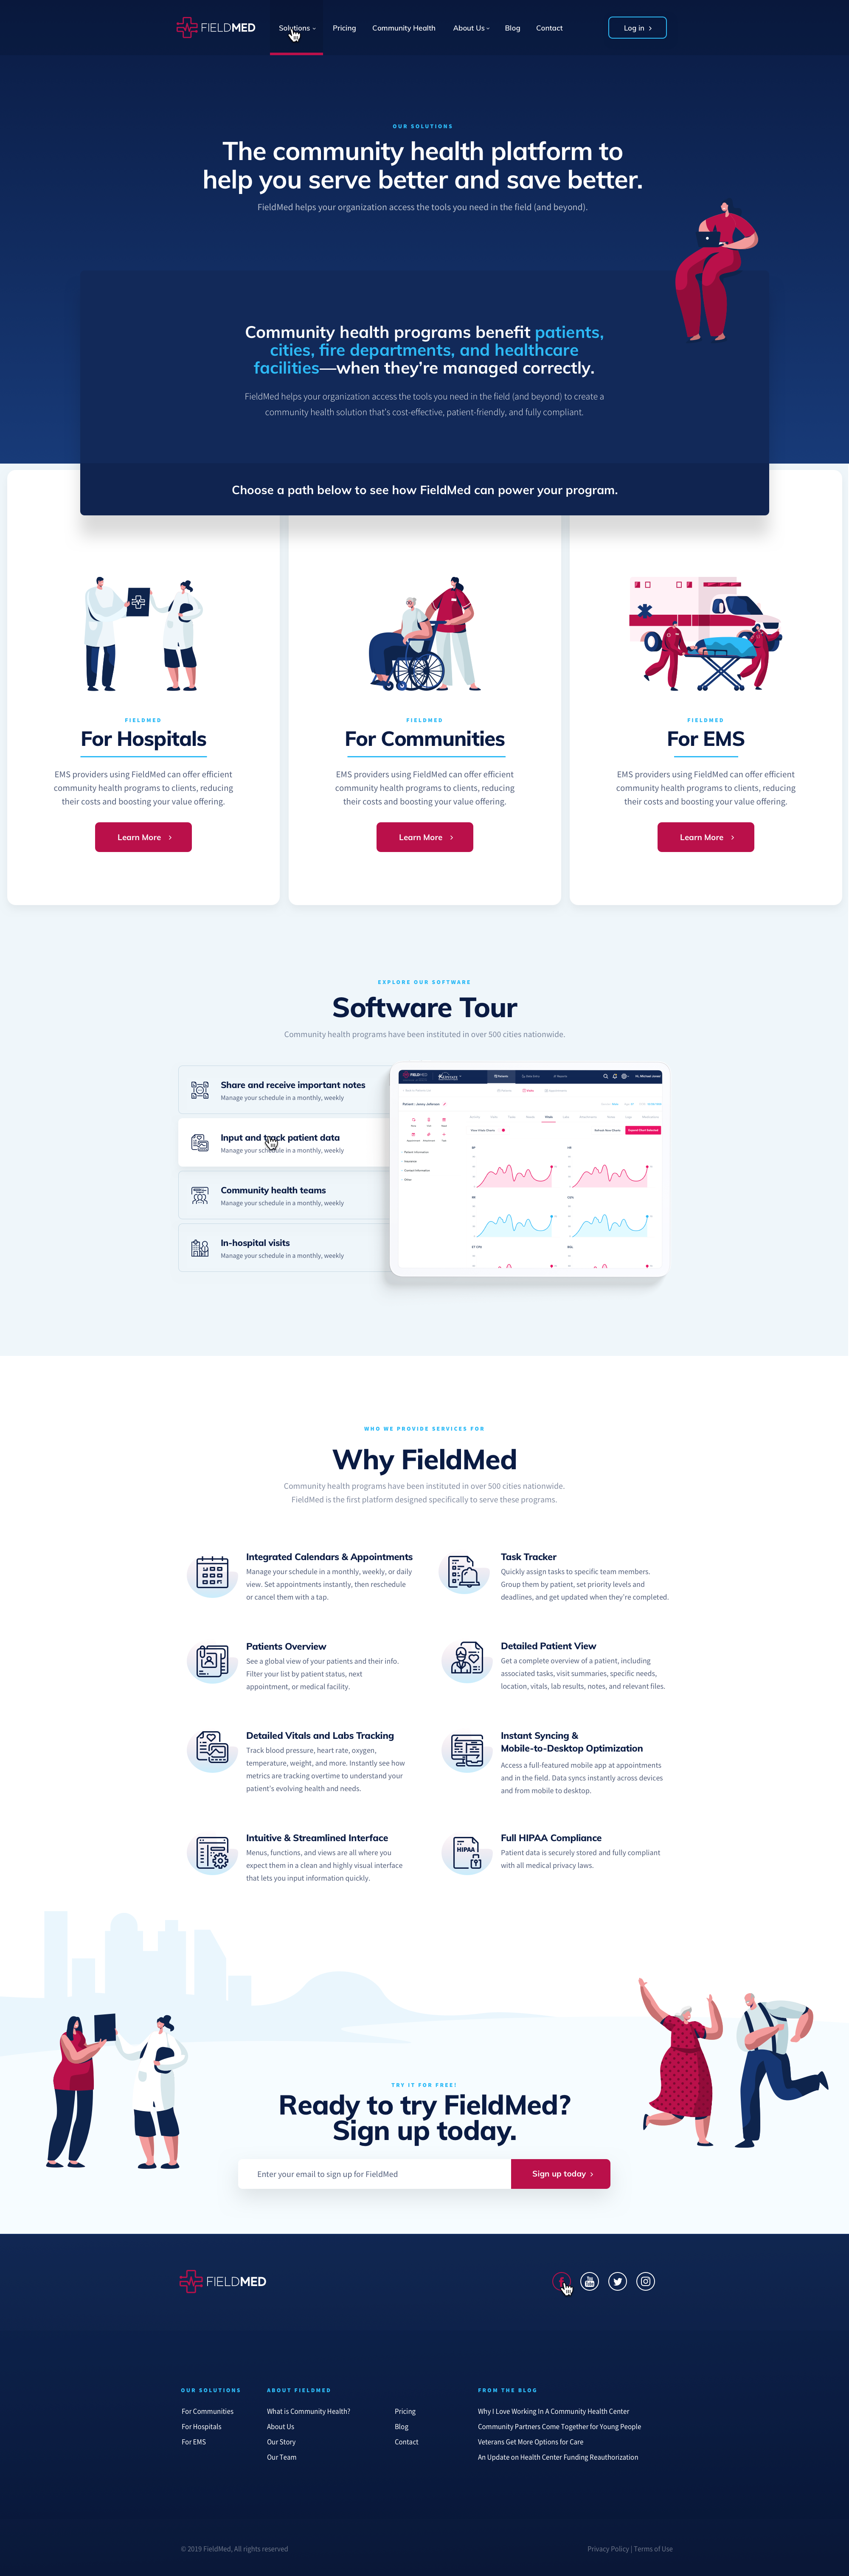 FIELDMED
Solutions
Pricing
Community Health
About Us
Blog
Contact
Log in
OUR SOLUTIONS
The community health platform to
help you serve better and save better.
FieldMed helps your organization access the tools you need in the field (and beyond).
Community health programs benefit patients,
cities, fire departments, and healthcare
facilities—when they're managed correctly.
FieldMed helps your organization access the tools you need in the field (and beyond) to create a
community health solution that's cost-effective, patient-friendly, and fully compliant.
Choose a path below to see how FieldMed can power your program.
FIELDMED
For Hospitals
EMS providers using FieldMed can offer efficient
community health programs to clients, reducing
their costs and boosting your value offering.
Learn More
FIELDMED
For Communities
EMS providers using FieldMed can offer efficient
community health programs to clients, reducing
their costs and boosting your value offering.
Learn More
FIELDMED
For EMS
EMS providers using FieldMed can offer efficient
community health programs to clients, reducing
their costs and boosting your value offering.
Learn More
EXPLORE OUR SOFTWARE
Software Tour
Community health programs have been instituted in over 500 cities nationwide.
Share and receive important notes
Manage your schedule in a monthly, weekly
Input and track patient data
Manage your schedule in a monthly, weekly
Community health teams
Manage your schedule in a monthly, weekly
In-hospital visits
Manage your schedule in a monthly, weekly
FIELDMED
WHO WE PROVIDE SERVICES FOR
Why FieldMed
Community health programs have been instituted in over 500 cities nationwide.
FieldMed is the first platform designed specifically to serve these programs.
Integrated Calendars & Appointments
Manage your schedule in a monthly, weekly, or daily
view. Set appointments instantly, then reschedule
or cancel them with a tap.
Task Tracker
Quickly assign tasks to specific team members.
Group them by patient, set priority levels and
deadlines, and get updated when they're completed.
Patients Overview
See a global view of your patients and their info.
Filter your list by patient status, next
appointment, or medical facility.
Detailed Patient View
Get a complete overview of a patient, including
associated tasks, visit summaries, specific needs,
location, vitals, lab results, notes, and relevant files.
Detailed Vitals and Labs Tracking
Track blood pressure, heart rate, oxygen,
temperature, weight, and more. Instantly see how
metrics are tracking overtime to understand your
patient's evolving health and needs.
Instant Syncing &
Mobile-to-Desktop Optimization
Access a full-featured mobile app at appointments
and in the field. Data syncs instantly across devices
and from mobile to desktop.
Intuitive & Streamlined Interface
Menus, functions, and views are all where you
expect them in a clean and highly visual interface
that lets you input information quickly.
HIPAA
Full HIPAA Compliance
Patient data is securely stored and fully compliant
with all medical privacy laws.
TRY IT FOR FREE!
Ready to try FieldMed?
Sign up today.
Enter your email to sign up for FieldMed
Sign up today
FIELDMED
OUR SOLUTIONS
For Communities
For Hospitals
For EMS
ABOUT FIELDMED
What is Community Health?
About Us
Our Story
Our Team
Pricing
Blog
Contact
FROM THE BLOG
Why I Love Working In A Community Health Center
Community Partners Come Together for Young People
Veterans Get More Options for Care
An Update on Health Center Funding Reauthorization
© 2019 FieldMed, All rights reserved
Privacy Policy | Terms of Use